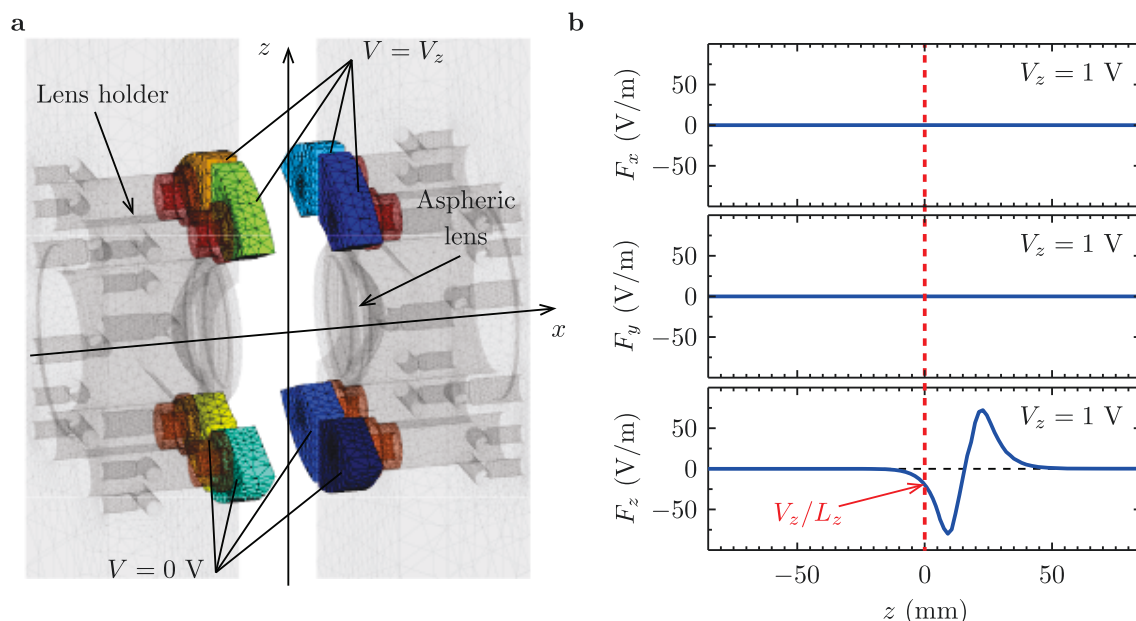 a
z
V = V_z
Lens holder
Aspheric
lens
x
V = 0 V
b
F_x (V/m)
50
0
−50
V_z = 1 V
F_y (V/m)
50
0
−50
V_z = 1 V
F_z (V/m)
50
0
−50
V_z = 1 V
V_z/L_z
−50
0
50
z (mm)